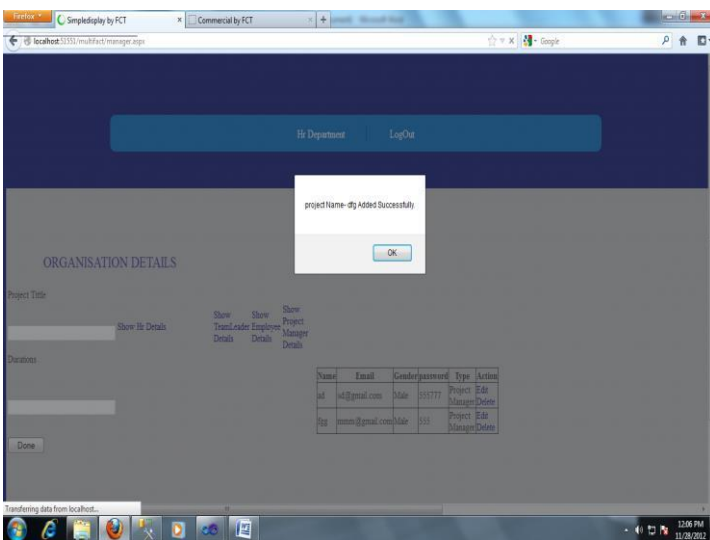 Firefox
Simpledisplay by FCT
Commercial by FCT
localhost:51551/multifact/manager.aspx
Google
Hr Department LogOut
project Name- dfg Added Successfully.
OK
ORGANISATION DETAILS
Project Tittle
Show Hr Details
Show TeamLeader Details
Show Employee Details
Show Project Manager Details
Durations
Done
Name Email Gender password Type Action
sd@gmail.com Male Project Manager Edit Delete
Male Project Manager Edit Delete
Transferring data from localhost...
12:06 PM
11/28/2012